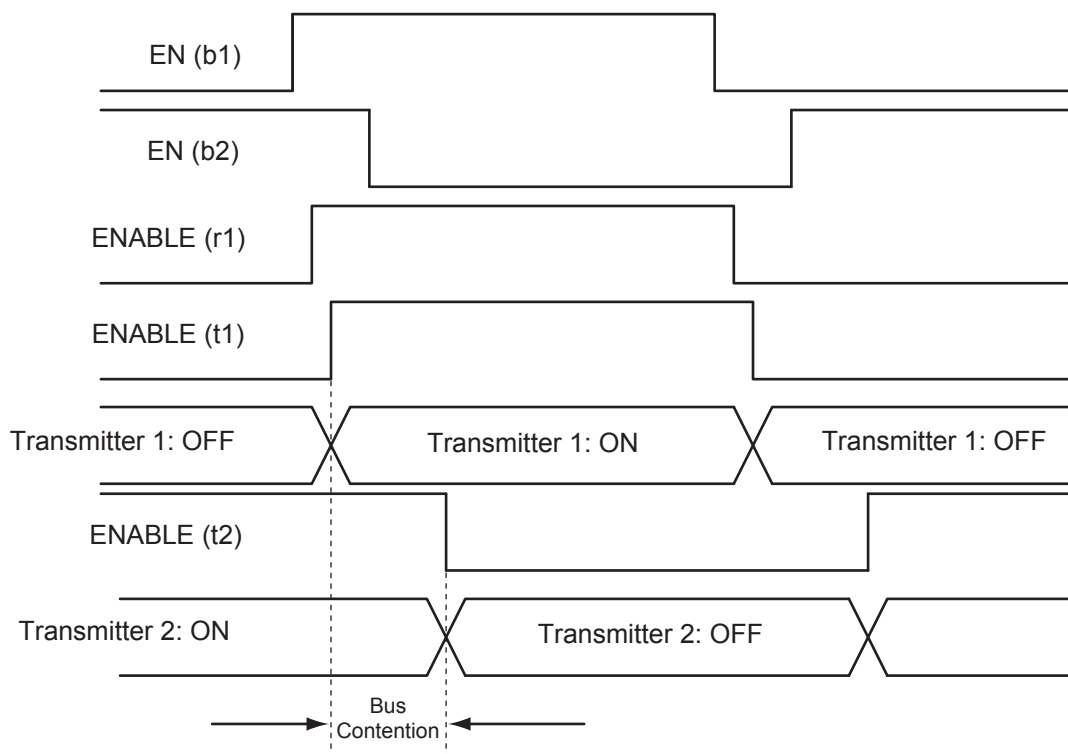 EN (b1)
EN (b2)
ENABLE (r1)
ENABLE (t1)
Transmitter 1: OFF
Transmitter 1: ON
Transmitter 1: OFF
ENABLE (t2)
Transmitter 2: ON
Transmitter 2: OFF
Bus
Contention